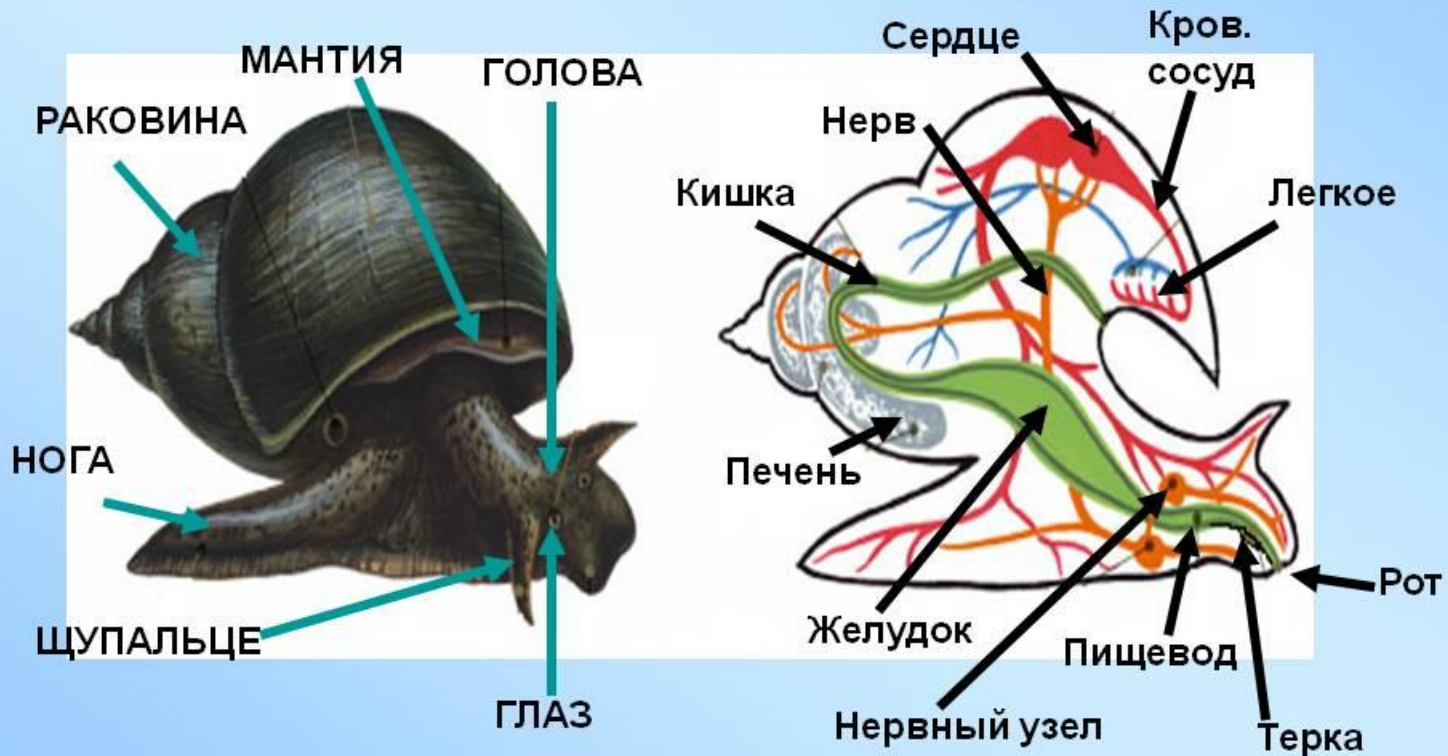 МАНТИЯ
ГОЛОВА
РАКОВИНА
НОГА
ЩУПАЛЬЦЕ
ГЛАЗ
Сердце
Кров.
сосуд
Нерв
Кишка
Легкое
Печень
Желудок
Рот
Пищевод
Нервный узел
Терка